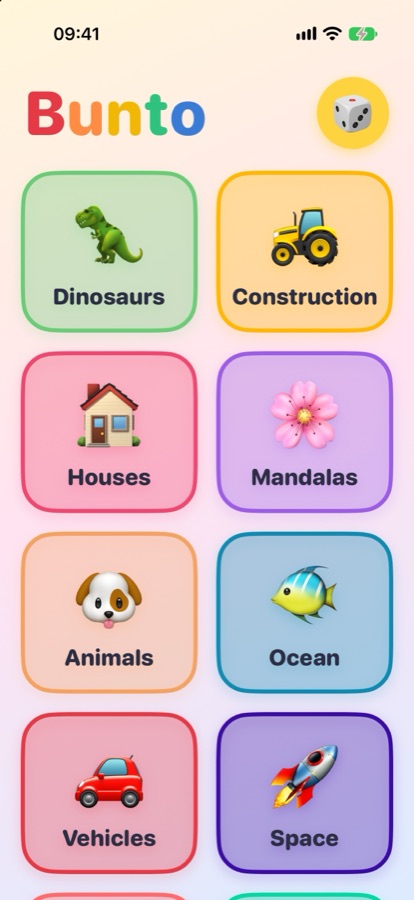 09:41
Bunto
Dinosaurs
Construction
Houses
Mandalas
Animals
Ocean
Vehicles
Space